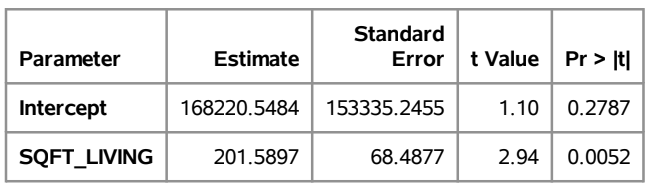 Parameter Estimate Standard Error t Value Pr > |t|
Intercept 168220.5484 153335.2455 1.10 0.2787
SQFT_LIVING 201.5897 68.4877 2.94 0.0052